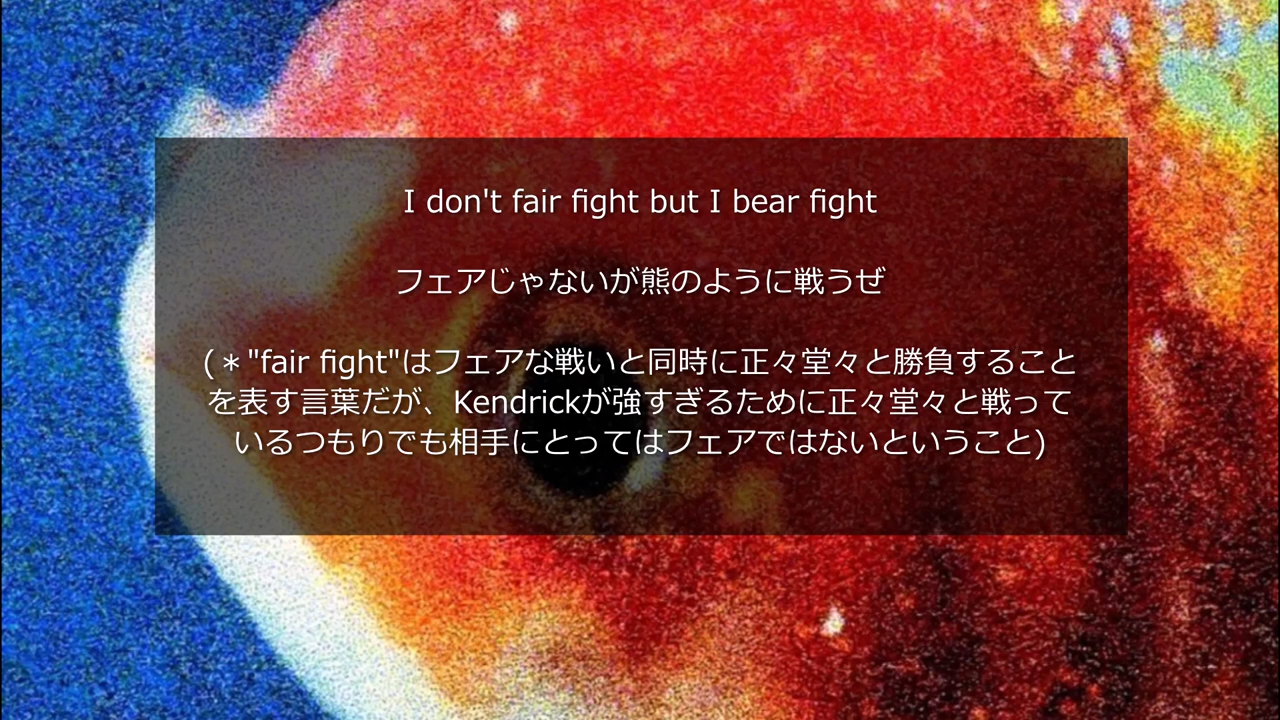 I don't fair fight but I bear fight
フェアじゃないが熊のように戦うぜ
(＊"fair fight"はフェアな戦いと同時に正々堂々と勝負すること
を表す言葉だが、Kendrickが強すぎるために正々堂々と戦って
いるつもりでも相手にとってはフェアではないということ)